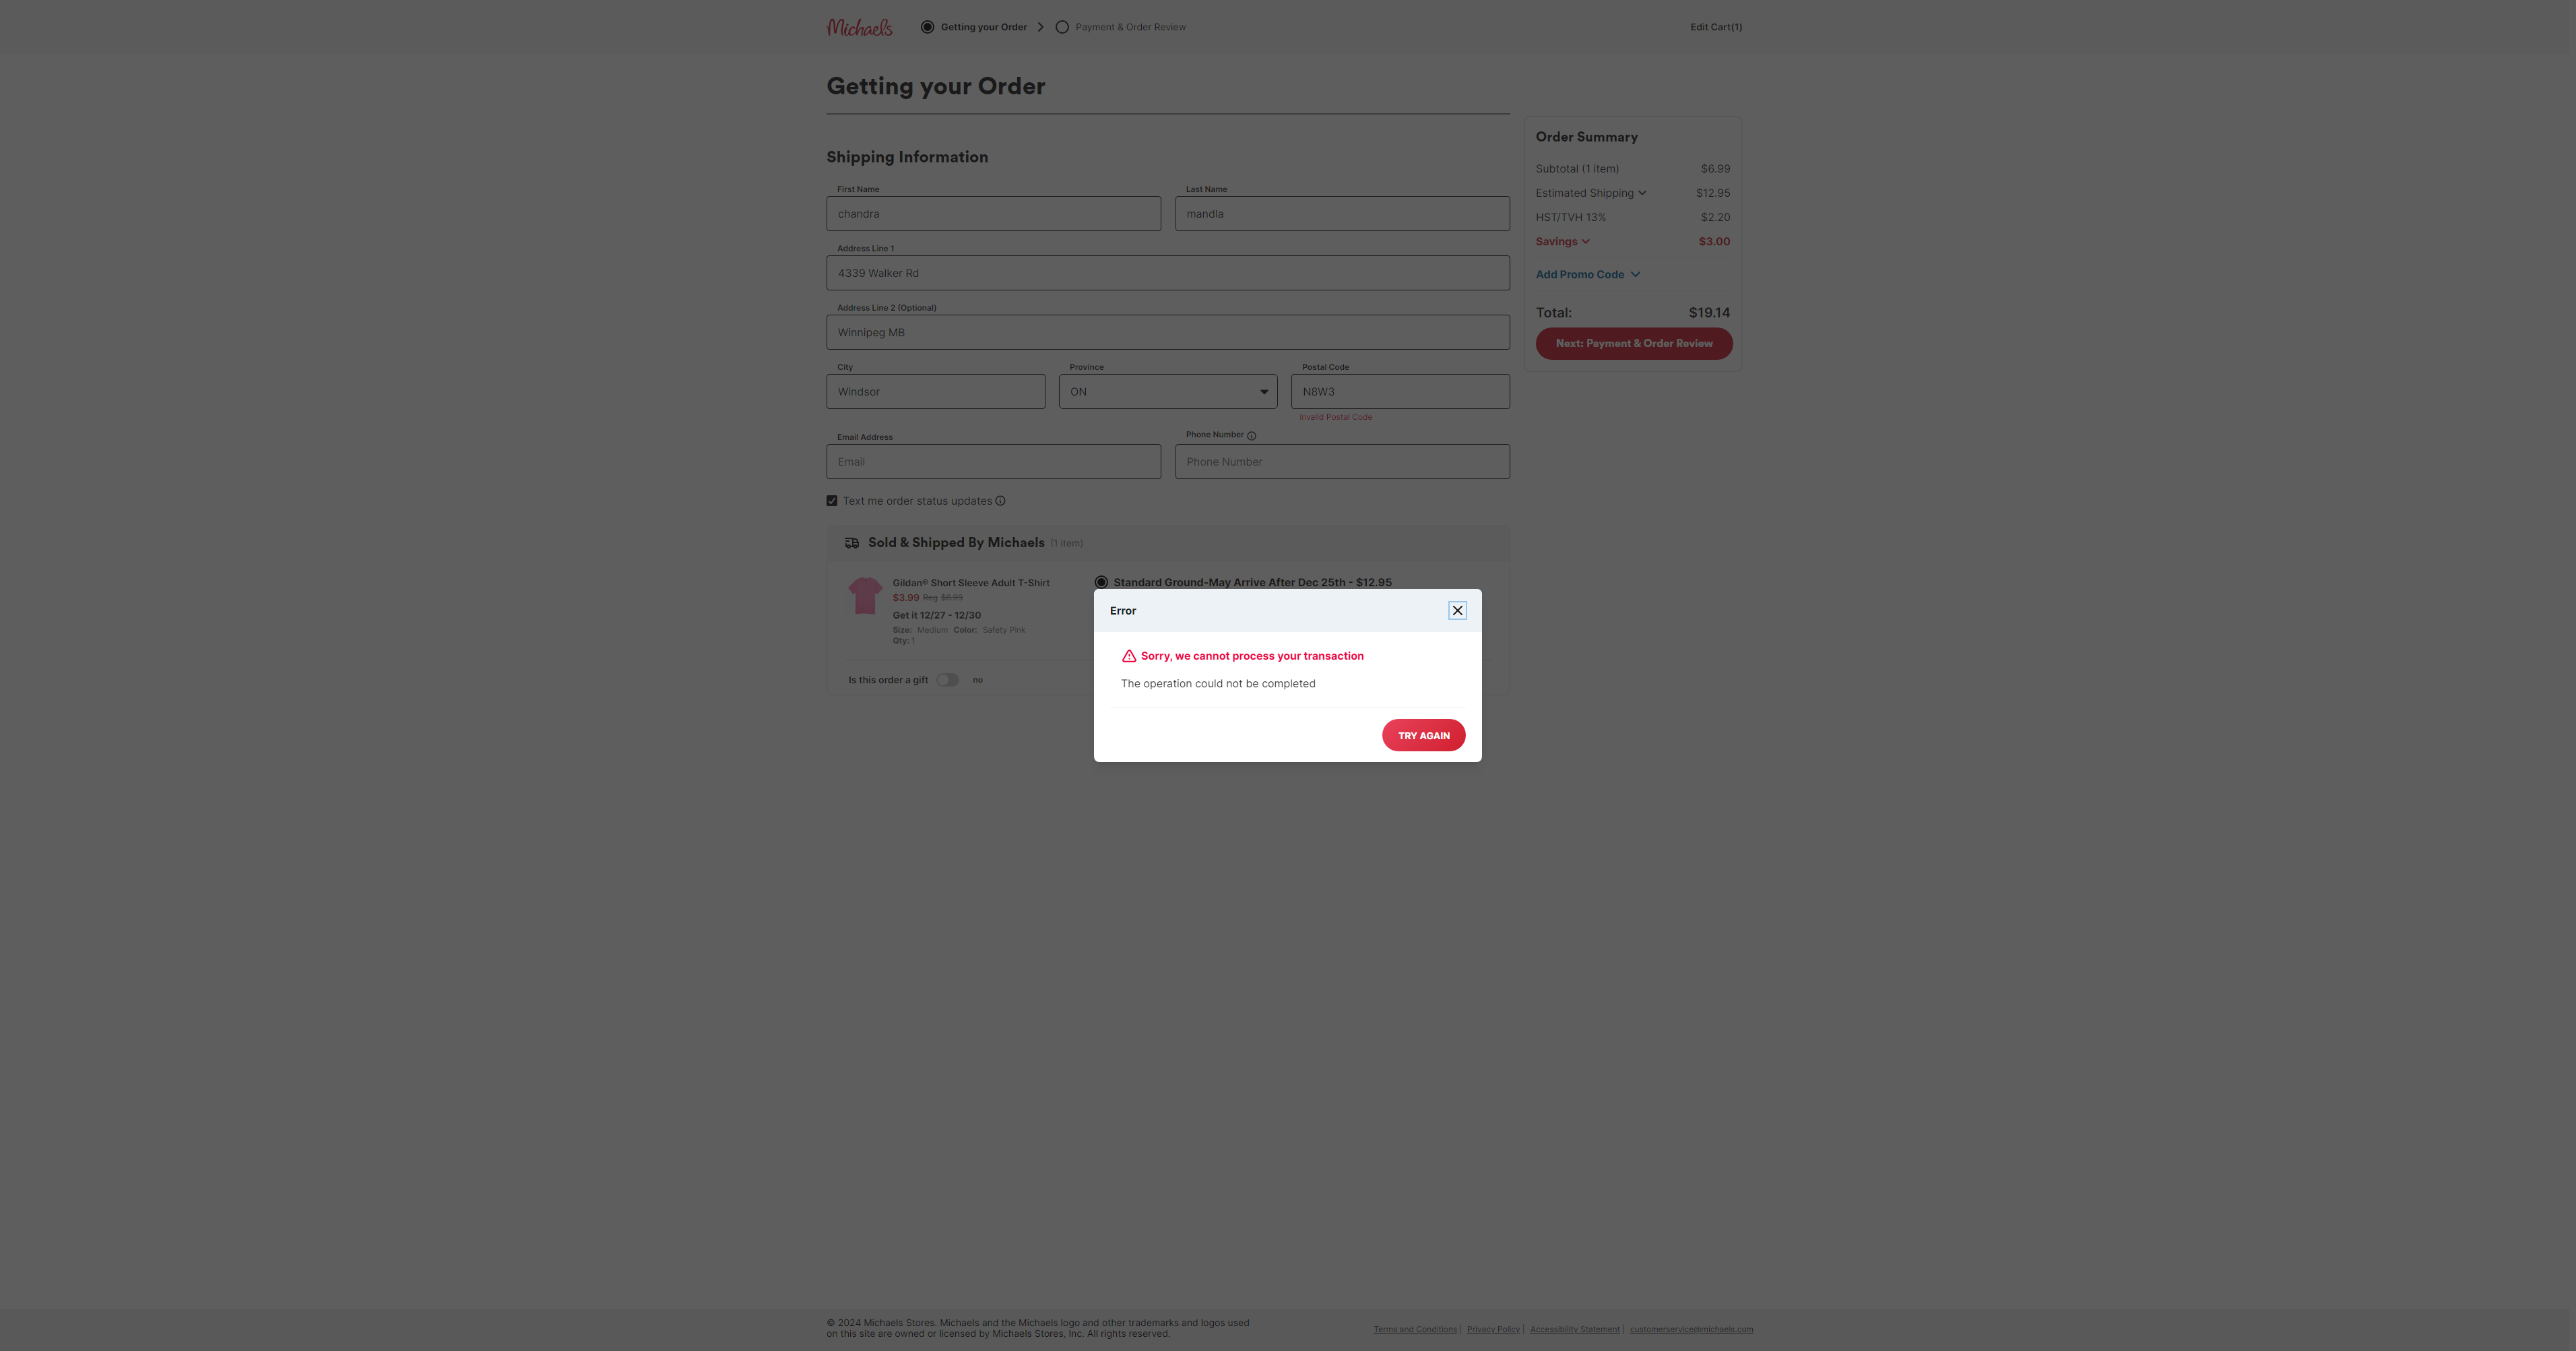 Michaels
Getting your Order
Payment & Order Review
Edit Cart(1)
Getting your Order
Shipping Information
First Name
Last Name
chandra
mandla
Address Line 1
4339 Walker Rd
Address Line 2 (Optional)
Winnipeg MB
City
Province
Postal Code
Windsor
ON
N8W3
Invalid Postal Code
Email Address
Phone Number
Email
Phone Number
Text me order status updates
Sold & Shipped By Michaels (1 item)
Gildan® Short Sleeve Adult T-Shirt
$3.99 Reg $6.99
Get it 12/27 - 12/30
Size: Medium Color: Safety Pink
Qty: 1
Standard Ground-May Arrive After Dec 25th - $12.95
Is this order a gift
no
Order Summary
Subtotal (1 item) $6.99
Estimated Shipping $12.95
HST/TVH 13% $2.20
Savings $3.00
Add Promo Code
Total: $19.14
Next: Payment & Order Review
Error
Sorry, we cannot process your transaction
The operation could not be completed
TRY AGAIN
© 2024 Michaels Stores. Michaels and the Michaels logo and other trademarks and logos used
on this site are owned or licensed by Michaels Stores, Inc. All rights reserved.
Terms and Conditions | Privacy Policy | Accessibility Statement | customerservice@michaels.com